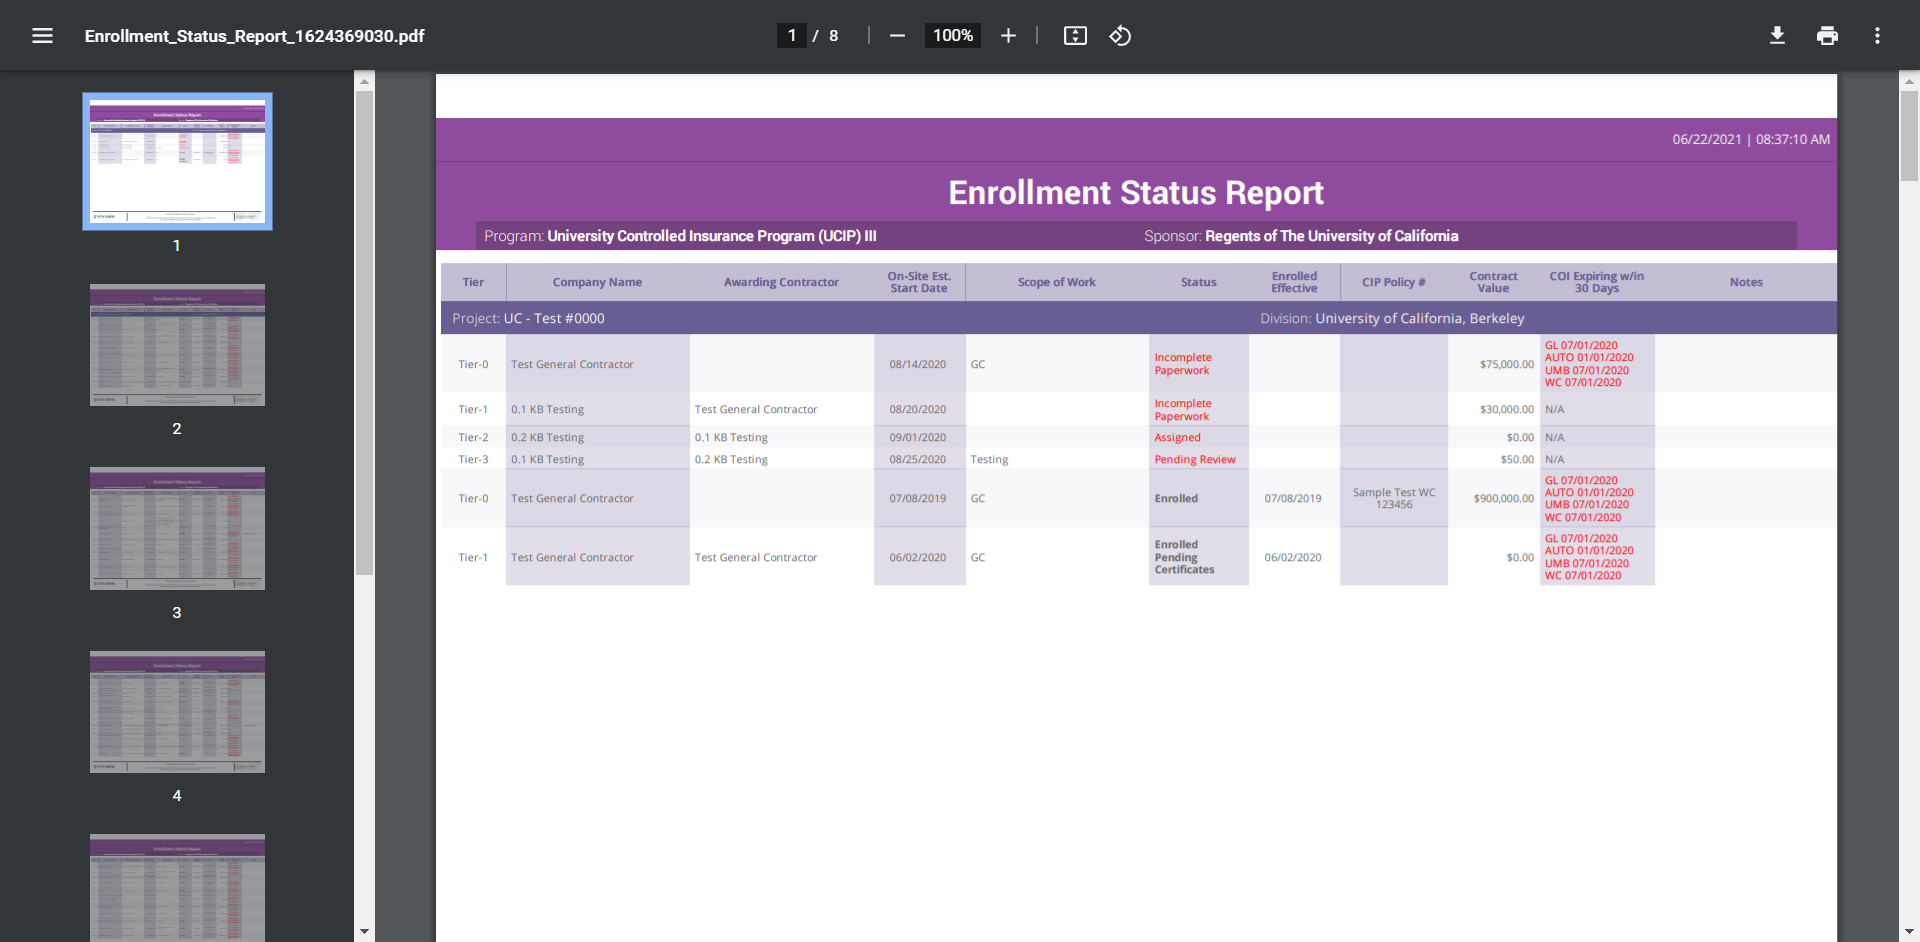 Enrollment_Status_Report_1624369030.pdf
1 / 8
100%
1
2
3
4
06/22/2021 | 08:37:10 AM
Enrollment Status Report
Program: University Controlled Insurance Program (UCIP) III Sponsor: Regents of The University of California
Tier Company Name Awarding Contractor On-Site Est. Start Date Scope of Work Status Enrolled Effective CIP Policy # Contract Value COI Expiring w/in 30 Days Notes
Project: UC - Test #0000 Division: University of California, Berkeley
Tier-0 Test General Contractor 08/14/2020 GC Incomplete Paperwork $75,000.00 GL 07/01/2020 AUTO 01/01/2020 UMB 07/01/2020 WC 07/01/2020
Tier-1 0.1 KB Testing Test General Contractor 08/20/2020 Incomplete Paperwork $30,000.00 N/A
Tier-2 0.2 KB Testing 0.1 KB Testing 09/01/2020 Assigned $0.00 N/A
Tier-3 0.1 KB Testing 0.2 KB Testing 08/25/2020 Testing Pending Review $50.00 N/A
Tier-0 Test General Contractor 07/08/2019 GC Enrolled 07/08/2019 Sample Test WC 123456 $900,000.00 GL 07/01/2020 AUTO 01/01/2020 UMB 07/01/2020 WC 07/01/2020
Tier-1 Test General Contractor Test General Contractor 06/02/2020 GC Enrolled Pending Certificates 06/02/2020 $0.00 GL 07/01/2020 AUTO 01/01/2020 UMB 07/01/2020 WC 07/01/2020